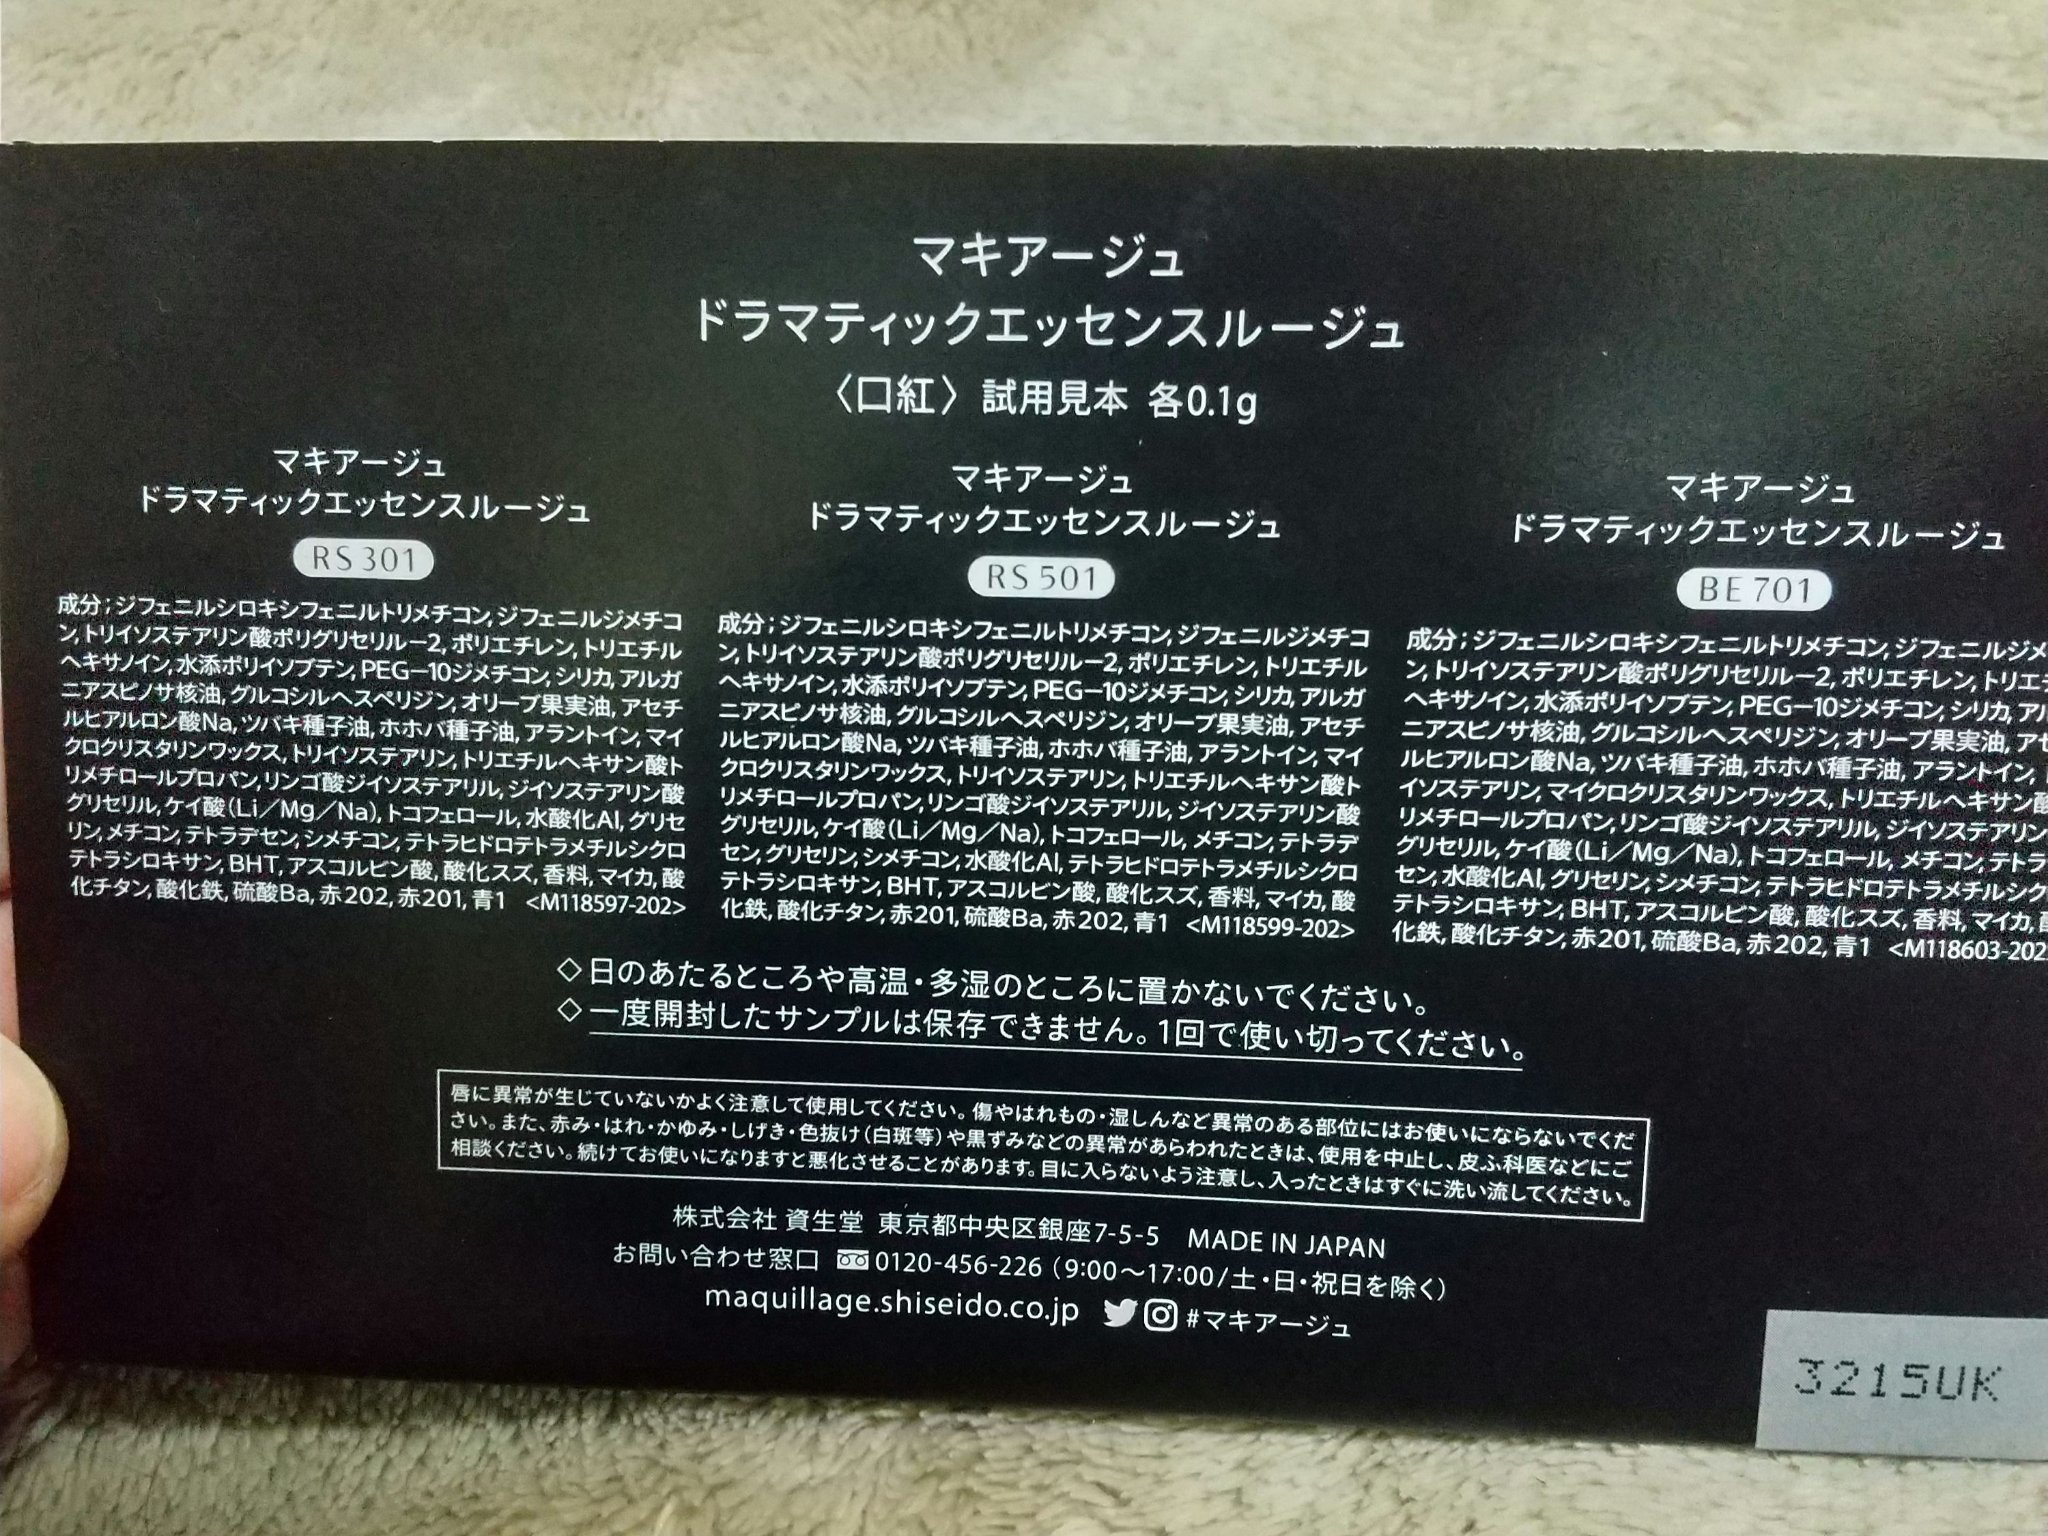 マキアージュ
ドラマティックエッセンスルージュ
〈口紅〉試用見本 各0.1g
マキアージュ
ドラマティックエッセンスルージュ
RS301
成分;ジフェニルシロキシフェニルトリメチコン,ジフェニルジメチコ
ン,トリイソステアリン酸ポリグリセリル−2,ポリエチレン,トリエチル
ヘキサノイン,水添ポリイソブテン,PEG−10ジメチコン,シリカ,アルガ
ニアスピノサ核油,グルコシルヘスペリジン,オリーブ果実油,アセチ
ルヒアルロン酸Na,ツバキ種子油,ホホバ種子油,アラントイン,マイ
クロクリスタリンワックス,トリイソステアリン,トリエチルヘキサン酸ト
リメチロールプロパン,リンゴ酸ジイソステアリル,ジイソステアリン酸
グリセリル,ケイ酸(Li/Mg/Na),トコフェロール,水酸化Al,グリセ
リン,メチコン,テトラデセン,シメチコン,テトラヒドロテトラメチルシクロ
テトラシロキサン,BHT,アスコルビン酸,酸化スズ,香料,マイカ,酸
化チタン,酸化鉄,硫酸Ba,赤202,赤201,青1 <M118597-202>
マキアージュ
ドラマティックエッセンスルージュ
RS501
成分;ジフェニルシロキシフェニルトリメチコン,ジフェニルジメチコ
ン,トリイソステアリン酸ポリグリセリル−2,ポリエチレン,トリエチル
ヘキサノイン,水添ポリイソブテン,PEG−10ジメチコン,シリカ,アルガ
ニアスピノサ核油,グルコシルヘスペリジン,オリーブ果実油,アセチ
ルヒアルロン酸Na,ツバキ種子油,ホホバ種子油,アラントイン,マイ
クロクリスタリンワックス,トリイソステアリン,トリエチルヘキサン酸ト
リメチロールプロパン,リンゴ酸ジイソステアリル,ジイソステアリン酸
グリセリル,ケイ酸(Li/Mg/Na),トコフェロール,メチコン,テトラデ
セン,グリセリン,シメチコン,水酸化Al,テトラヒドロテトラメチルシクロ
テトラシロキサン,BHT,アスコルビン酸,酸化スズ,香料,マイカ,酸
化鉄,酸化チタン,赤201,硫酸Ba,赤202,青1 <M118599-202>
マキアージュ
ドラマティックエッセンスルージュ
BE701
成分;ジフェニルシロキシフェニルトリメチコン,ジフェニルジメ
ン,トリイソステアリン酸ポリグリセリル−2,ポリエチレン,トリエ
ヘキサノイン,水添ポリイソブテン,PEG−10ジメチコン,シリカ,アル
ニアスピノサ核油,グルコシルヘスペリジン,オリーブ果実油,アセ
ルヒアルロン酸Na,ツバキ種子油,ホホバ種子油,アラントイン,
イソステアリン,マイクロクリスタリンワックス,トリエチルヘキサン酸
リメチロールプロパン,リンゴ酸ジイソステアリル,ジイソステアリン
グリセリル,ケイ酸(Li/Mg/Na),トコフェロール,メチコン,テトラ
セン,水酸化Al,グリセリン,シメチコン,テトラヒドロテトラメチルシク
テトラシロキサン,BHT,アスコルビン酸,酸化スズ,香料,マイカ,
化鉄,酸化チタン,赤201,硫酸Ba,赤202,青1 <M118603-202
◇日のあたるところや高温・多湿のところに置かないでください。
◇一度開封したサンプルは保存できません。1回で使い切ってください。
唇に異常が生じていないかよく注意して使用してください。傷やはれもの・湿しんなど異常のある部位にはお使いにならないでくだ
さい。また、赤み・はれ・かゆみ・しげき・色抜け(白斑等)や黒ずみなどの異常があらわれたときは、使用を中止し、皮ふ科医などにご
相談ください。続けてお使いになりますと悪化させることがあります。目に入らないよう注意し、入ったときはすぐに洗い流してください。
株式会社 資生堂 東京都中央区銀座7-5-5 MADE IN JAPAN
お問い合わせ窓口 0120-456-226(9:00〜17:00/土・日・祝日を除く)
maquillage.shiseido.co.jp #マキアージュ
3215UK